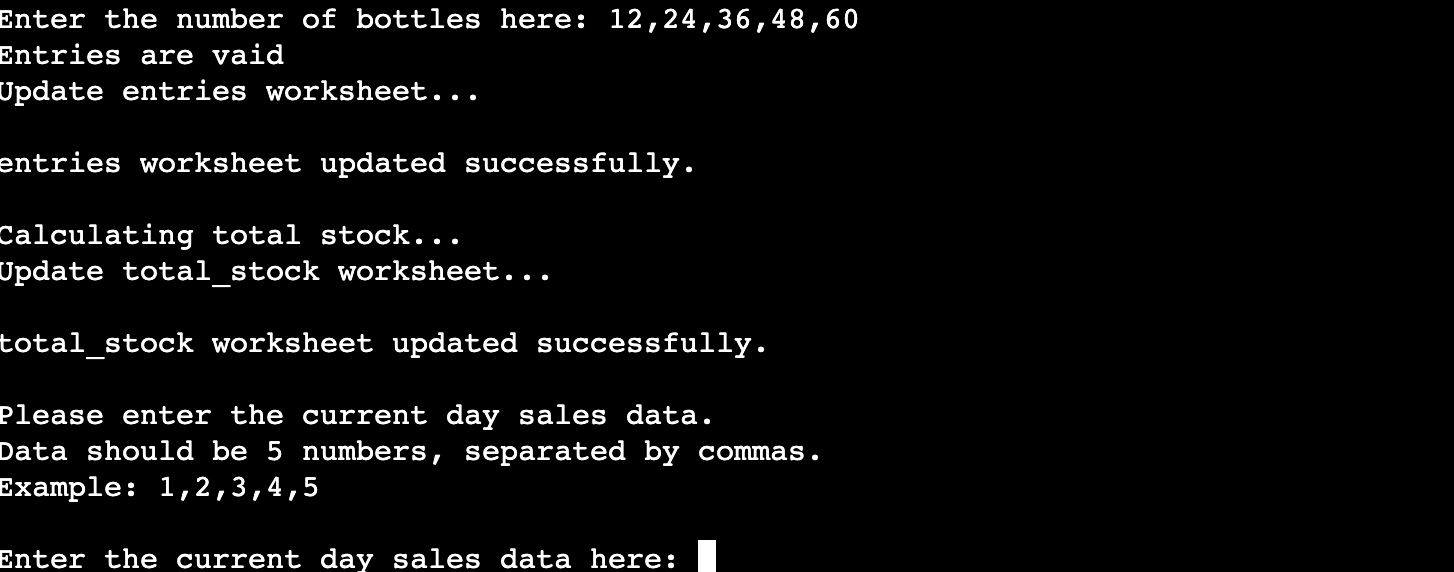 Enter the number of bottles here: 12,24,36,48,60
Entries are vaid
Update entries worksheet...
entries worksheet updated successfully.
Calculating total stock...
Update total_stock worksheet...
total_stock worksheet updated successfully.
Please enter the current day sales data.
Data should be 5 numbers, separated by commas.
Example: 1,2,3,4,5
Enter the current day sales data here: